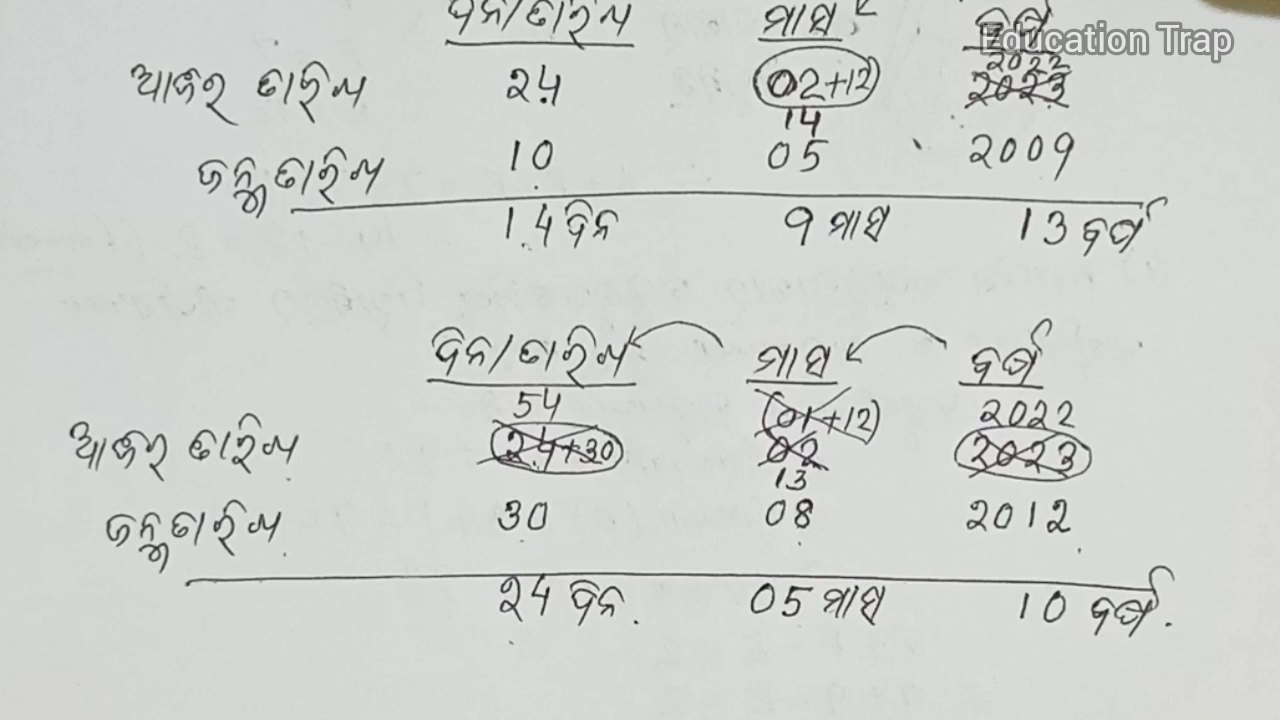 ଦିନ/ତାରିଖ ମାସ ବର୍ଷ
Education Trap
2022
ଆଜର ତାରିଖ 24 02+12 2023
14
ଜନ୍ମତାରିଖ 10 05 2009
14 ଦିନ 9 ମାସ 13 ବର୍ଷ
ଦିନ/ତାରିଖ ମାସ ବର୍ଷ
54 (01+12) 2022
ଆଜର ତାରିଖ 24+30 02 2023
13
ଜନ୍ମତାରିଖ 30 08 2012
24 ଦିନ. 05 ମାସ 10 ବର୍ଷ.